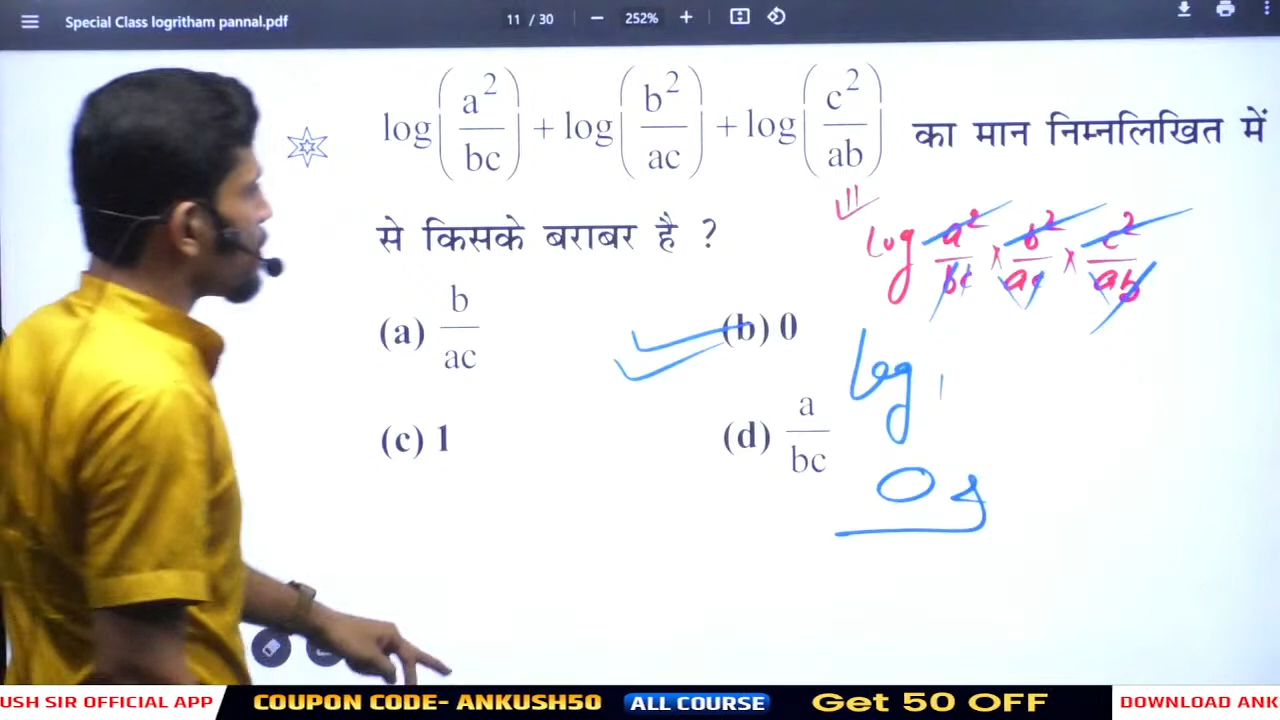 Special Class logritham pannal.pdf 11 / 30 252%
log(a²/bc) + log(b²/ac) + log(c²/ab) का मान निम्नलिखित में
से किसके बराबर है ?
log a²/bc × b²/ac × c²/ab
(a) b/ac (b) 0
log 1
(c) 1 (d) a/bc
0
USH SIR OFFICIAL APP COUPON CODE- ANKUSH50 ALL COURSE Get 50 OFF DOWNLOAD ANK